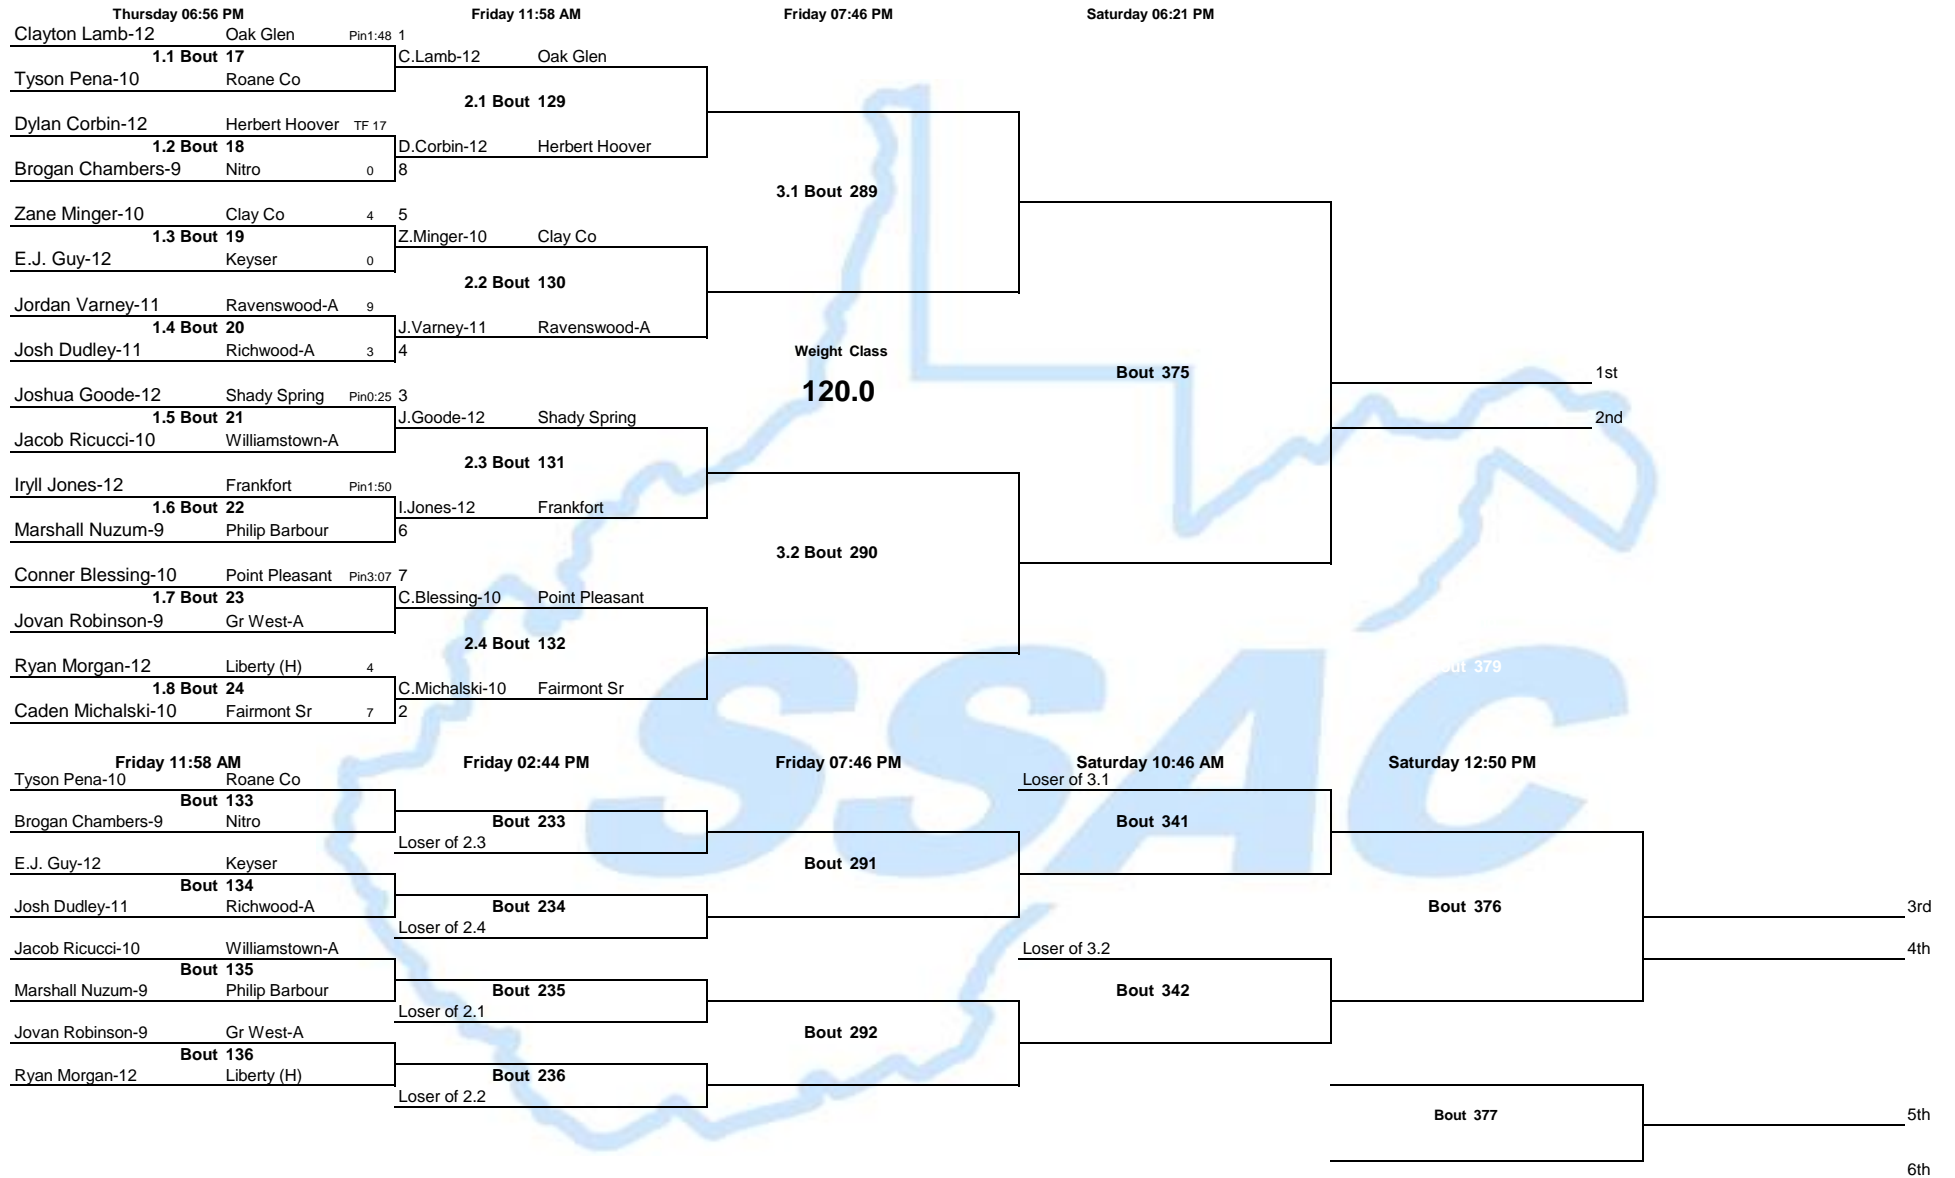 Thursday 06:56 PM Friday 11:58 AM Friday 07:46 PM Saturday 06:21 PM
Clayton Lamb-12 Oak Glen Pin1:48 1
1.1 Bout 17 C.Lamb-12 Oak Glen
Tyson Pena-10 Roane Co
2.1 Bout 129
Dylan Corbin-12 Herbert Hoover TF 17
1.2 Bout 18 D.Corbin-12 Herbert Hoover
Brogan Chambers-9 Nitro 0 8
3.1 Bout 289
Zane Minger-10 Clay Co 4 5
1.3 Bout 19 Z.Minger-10 Clay Co
E.J. Guy-12 Keyser 0
2.2 Bout 130
Jordan Varney-11 Ravenswood-A 9
1.4 Bout 20 J.Varney-11 Ravenswood-A
Josh Dudley-11 Richwood-A 3 4 Weight Class
Bout 375 1st
Joshua Goode-12 Shady Spring Pin0:25 3 120.0
1.5 Bout 21 J.Goode-12 Shady Spring 2nd
Jacob Ricucci-10 Williamstown-A
2.3 Bout 131
Iryll Jones-12 Frankfort Pin1:50
1.6 Bout 22 I.Jones-12 Frankfort
Marshall Nuzum-9 Philip Barbour 6
3.2 Bout 290
Conner Blessing-10 Point Pleasant Pin3:07 7
1.7 Bout 23 C.Blessing-10 Point Pleasant
Jovan Robinson-9 Gr West-A
2.4 Bout 132
Ryan Morgan-12 Liberty (H) 4 379
1.8 Bout 24 C.Michalski-10 Fairmont Sr
Caden Michalski-10 Fairmont Sr 7 2
SSAC
Friday 11:58 AM Friday 02:44 PM Friday 07:46 PM Saturday 10:46 AM Saturday 12:50 PM
Tyson Pena-10 Roane Co Loser of 3.1
Bout 133
Brogan Chambers-9 Nitro Bout 233 Bout 341
Loser of 2.3
E.J. Guy-12 Keyser Bout 291
Bout 134
Josh Dudley-11 Richwood-A Bout 234 Bout 376 3rd
Loser of 2.4
Jacob Ricucci-10 Williamstown-A Loser of 3.2 4th
Bout 135
Marshall Nuzum-9 Philip Barbour Bout 235 Bout 342
Loser of 2.1
Jovan Robinson-9 Gr West-A Bout 292
Bout 136
Ryan Morgan-12 Liberty (H) Bout 236
Loser of 2.2
Bout 377 5th
6th